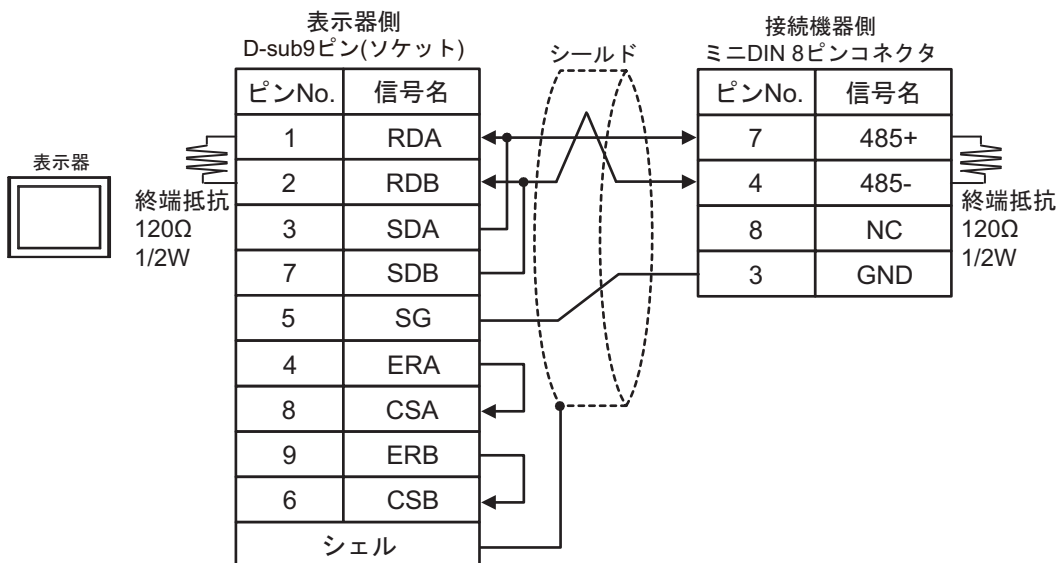 表示器側
D-sub9ピン(ソケット)
シールド
接続機器側
ミニDIN 8ピンコネクタ
ピンNo. 信号名
1 RDA
2 RDB
3 SDA
7 SDB
5 SG
4 ERA
8 CSA
9 ERB
6 CSB
シェル
ピンNo. 信号名
7 485+
4 485-
8 NC
3 GND
表示器
終端抵抗
120Ω
1/2W
終端抵抗
120Ω
1/2W